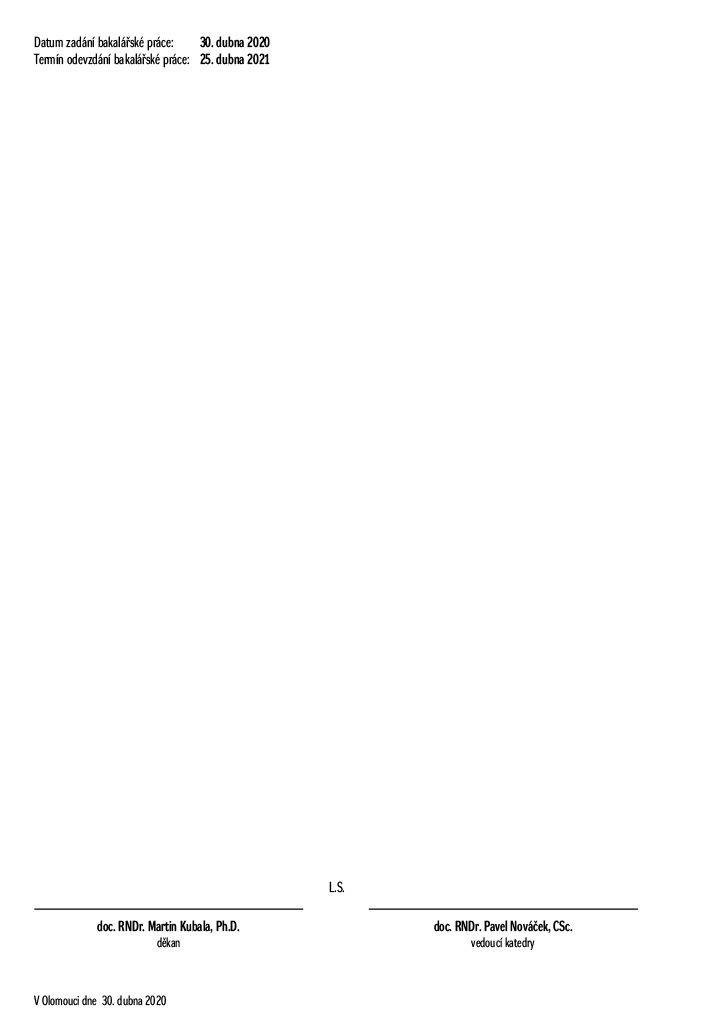 Datum zadání bakalářské práce: 30. dubna 2020
Termín odevzdání bakalářské práce: 25. dubna 2021
L.S.
doc. RNDr. Martin Kubala, Ph.D. doc. RNDr. Pavel Nováček, CSc.
děkan vedoucí katedry
V Olomouci dne 30. dubna 2020